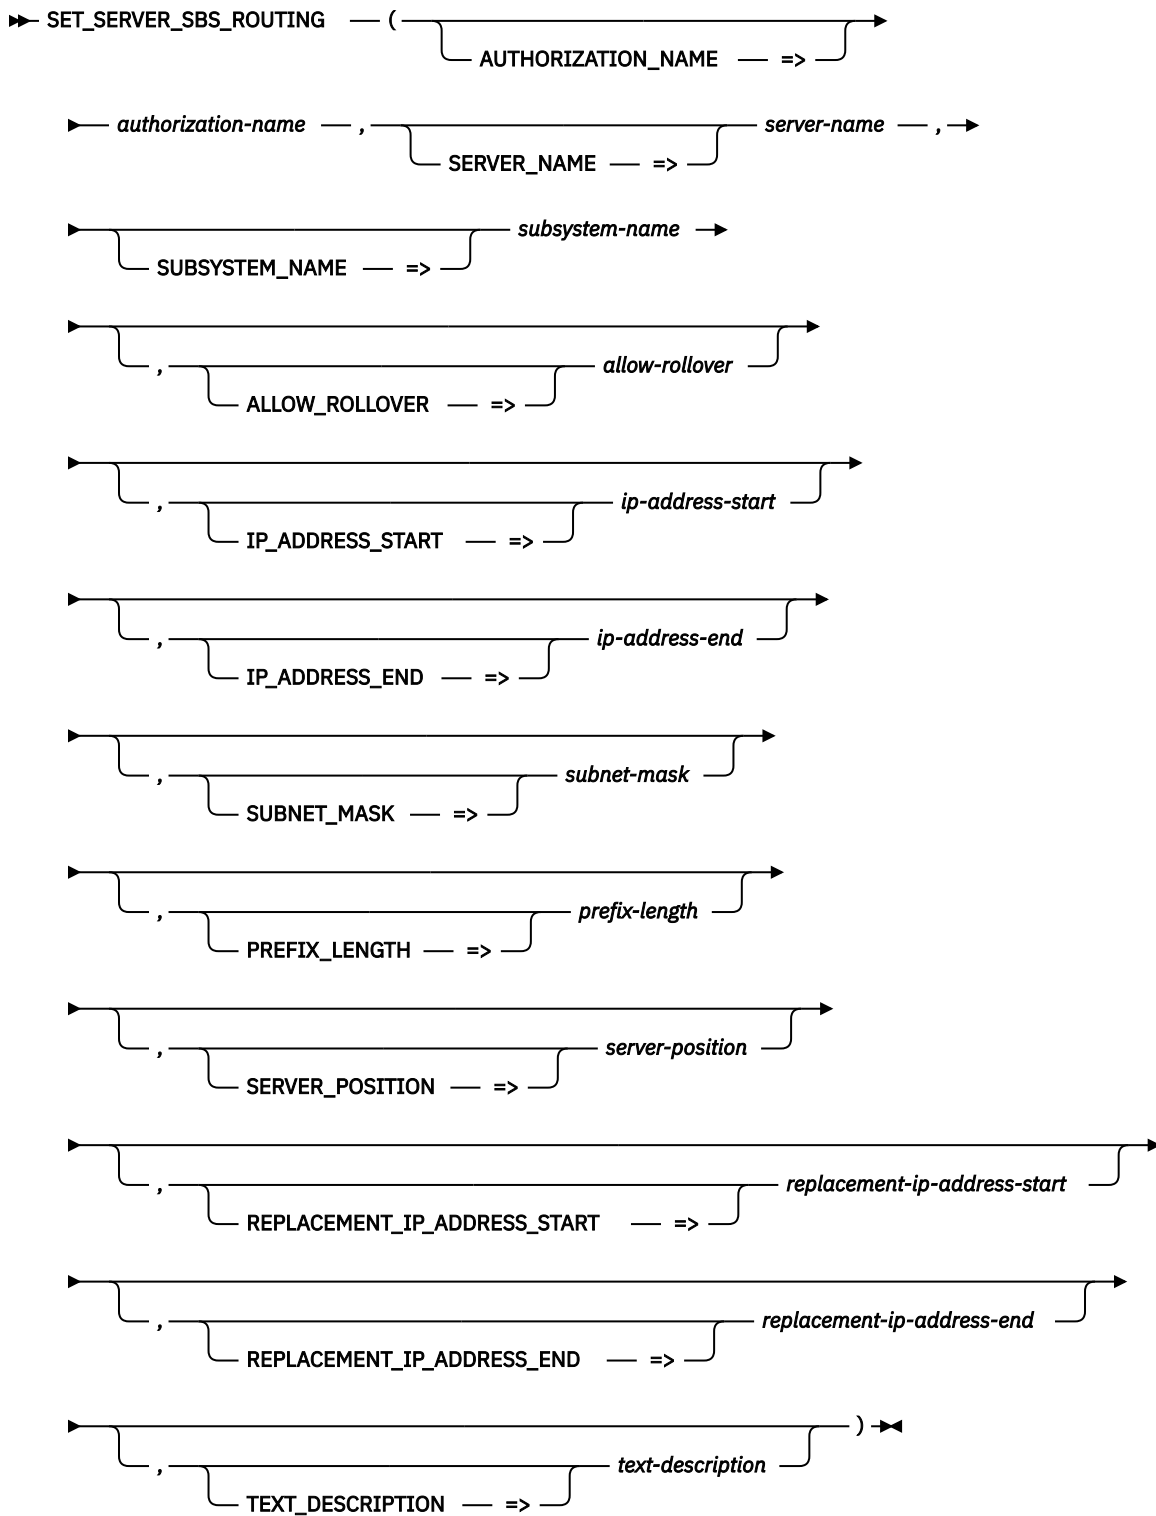 SET_SERVER_SBS_ROUTING (
AUTHORIZATION_NAME =>
authorization-name , server-name ,
SERVER_NAME =>
subsystem-name
SUBSYSTEM_NAME =>
, allow-rollover
ALLOW_ROLLOVER =>
, ip-address-start
IP_ADDRESS_START =>
, ip-address-end
IP_ADDRESS_END =>
, subnet-mask
SUBNET_MASK =>
, prefix-length
PREFIX_LENGTH =>
, server-position
SERVER_POSITION =>
, replacement-ip-address-start
REPLACEMENT_IP_ADDRESS_START =>
, replacement-ip-address-end
REPLACEMENT_IP_ADDRESS_END =>
)
, text-description
TEXT_DESCRIPTION =>